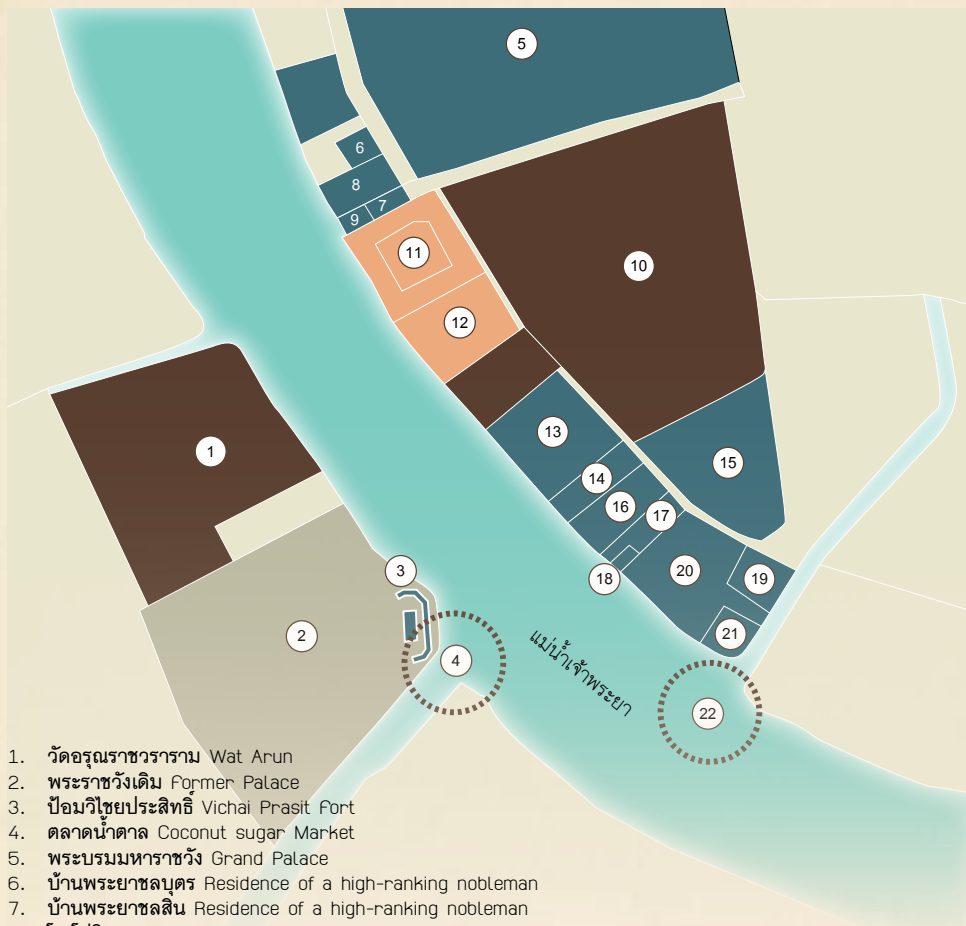 5
6
8
7
9
11
10
12
1
13
15
14
16
17
3
18
20
19
2
21
4
แม่น้ำเจ้าพระยา
22
1. วัดอรุณราชวราราม Wat Arun
2. พระราชวังเดิม Former Palace
3. ป้อมวิไชยประสิทธิ์ Vichai Prasit Fort
4. ตลาดน้ำตาล Coconut sugar Market
5. พระบรมมหาราชวัง Grand Palace
6. บ้านพระยาชลบุตร Residence of a high-ranking nobleman
7. บ้านพระยาชลสิน Residence of a high-ranking nobleman